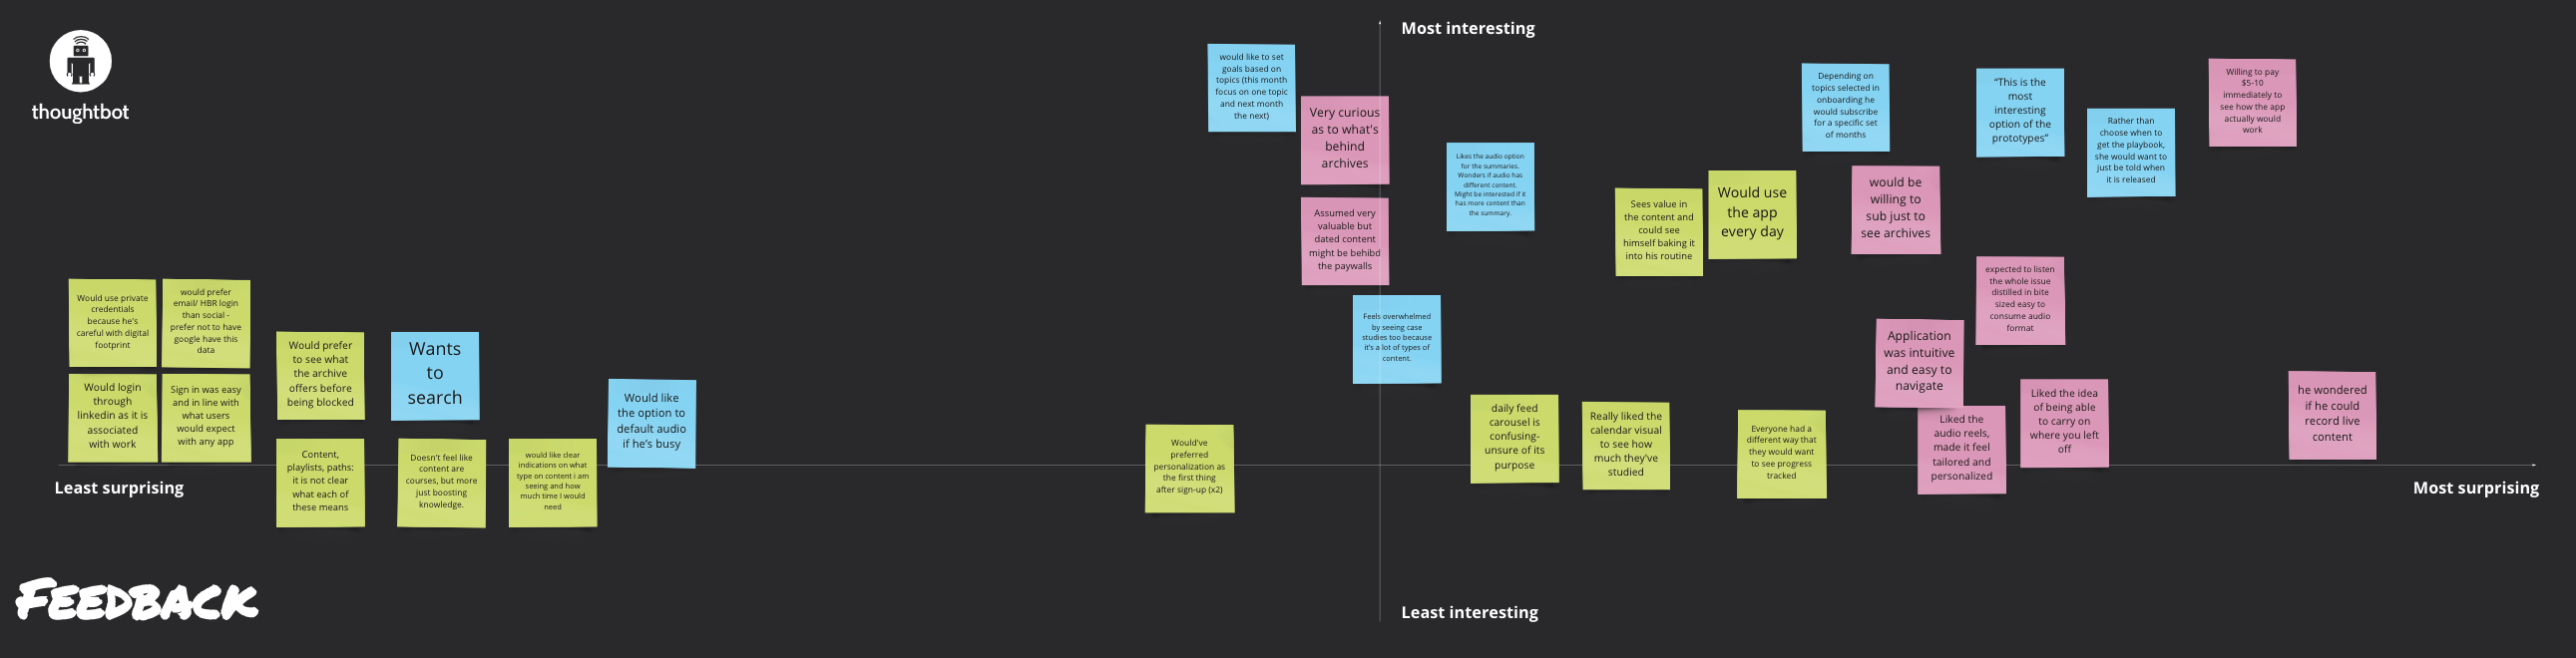 Most interesting
thoughtbot
would like to set
goals based on
topics (this month
focus on one topic
and next month
the next)
Very curious
as to what's
behind
archives
Likes the audio option
for the summaries.
Wonders if audio has
different content.
Might be interested if it
has more content than
the summary.
Depending on
topics selected in
onboarding he
would subscribe
for a specific set
of months
“This is the
most
interesting
option of the
prototypes”
Rather than
choose when to
get the playbook,
she would want to
just be told when
it is released
Willing to pay
$5-10
immediately to
see how the app
actually would
work
Assumed very
valuable but
dated content
might be behibd
the paywalls
Sees value in
the content and
could see
himself baking it
into his routine
Would use
the app
every day
would be
willing to
sub just to
see archives
expected to listen
the whole issue
distilled in bite
sized easy to
consume audio
format
Would use private
credentials
because he's
careful with digital
footprint
would prefer
email/ HBR login
than social -
prefer not to have
google have this
data
Would prefer
to see what
the archive
offers before
being blocked
Wants
to
search
Feels overwhelmed
by seeing case
studies too because
it's a lot of types of
content.
Application
was intuitive
and easy to
navigate
Would login
through
linkedin as it is
associated
with work
Sign in was easy
and in line with
what users
would expect
with any app
Would like
the option to
default audio
if he's busy
daily feed
carousel is
confusing-
unsure of its
purpose
Really liked the
calendar visual
to see how
much they've
studied
Everyone had a
different way that
they would want
to see progress
tracked
Liked the
audio reels,
made it feel
tailored and
personalized
Liked the idea
of being able
to carry on
where you left
off
he wondered
if he could
record live
content
Content,
playlists, paths:
it is not clear
what each of
these means
Doesn't feel like
content are
courses, but more
just boosting
knowledge.
would like clear
indications on what
type on content i am
seeing and how
much time I would
need
Would've
preferred
personalization as
the first thing
after sign-up (x2)
Least surprising
Most surprising
Feedback
Least interesting